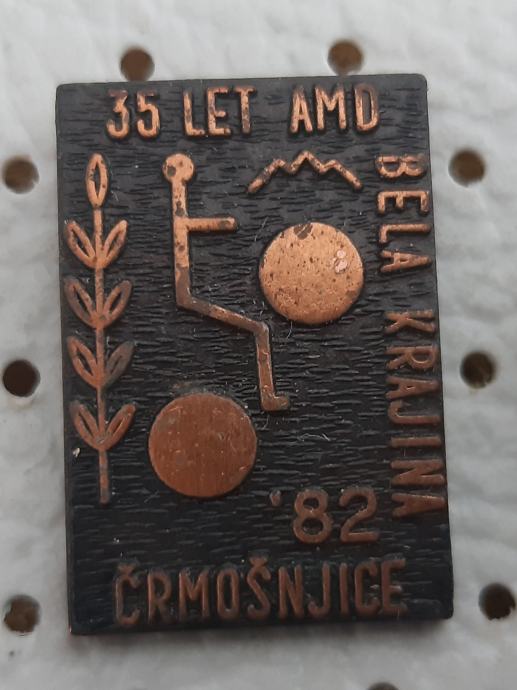 35 LET AMD
BELA KRAJINA
'82
ČRMOŠNJICE